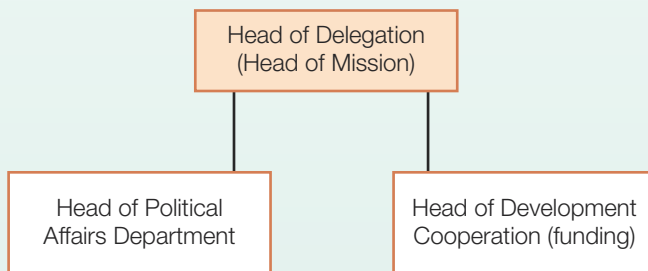 Head of Delegation
(Head of Mission)
Head of Political
Affairs Department
Head of Development
Cooperation (funding)